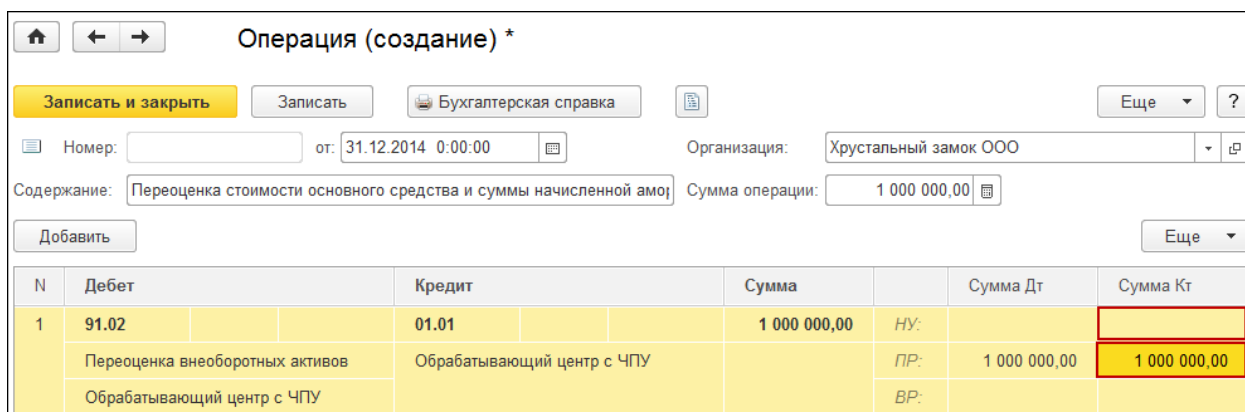 Операция (создание) *
Записать и закрыть Записать Бухгалтерская справка Еще ?
Номер: от: 31.12.2014 0:00:00 Организация: Хрустальный замок ООО
Содержание: Переоценка стоимости основного средства и суммы начисленной амор Сумма операции: 1 000 000,00
Добавить Еще
N Дебет Кредит Сумма Сумма Дт Сумма Кт
1 91.02 01.01 1 000 000,00 НУ:
Переоценка внеоборотных активов Обрабатывающий центр с ЧПУ ПР: 1 000 000,00 1 000 000,00
Обрабатывающий центр с ЧПУ ВР: